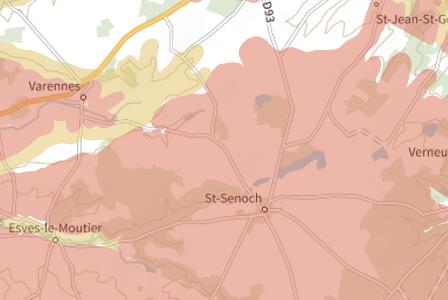 D93
St-Jean-St-G
Varennes
Verneu
St-Senoch
Esves-le-Moutier